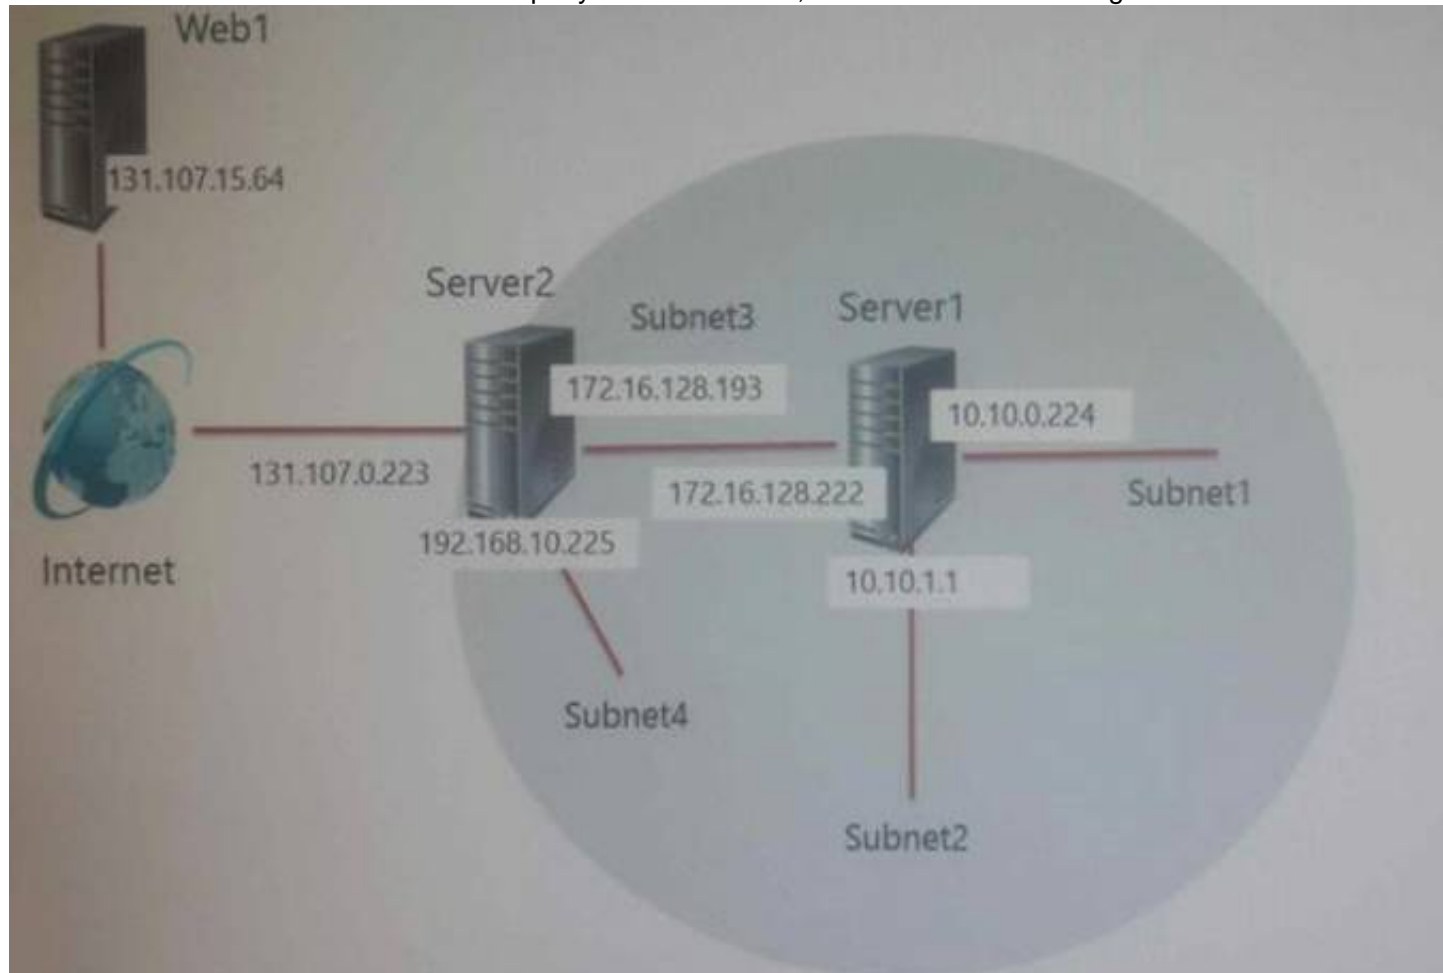 Web1
131.107.15.64
Server2
Subnet3
Server1
172.16.128.193
10.10.0.224
131.107.0.223
172.16.128.222
Subnet1
192.168.10.225
Internet
10.10.1.1
Subnet4
Subnet2